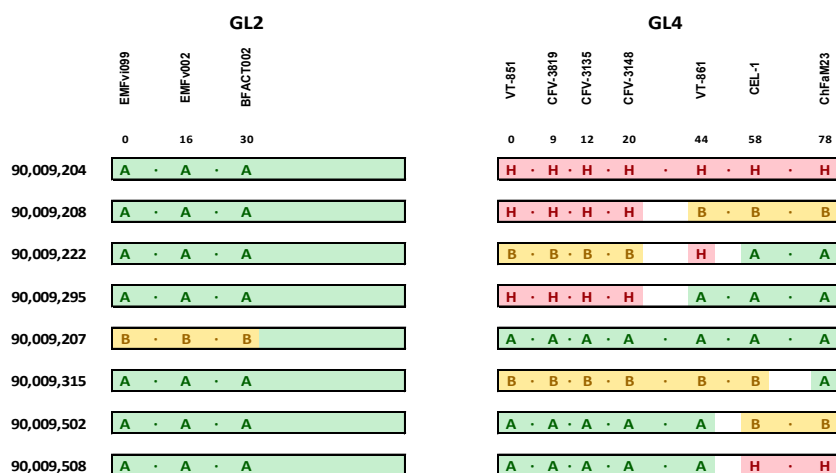 GL2 GL4
EMFvi099 EMFv002 BFACT002 VT-851 CFV-3819 CFV-3135 CFV-3148 VT-861 CEL-1 ChFaM23
0 16 30 0 9 12 20 44 58 78
90,009,204 A · A · A H · H · H · H · H · H · H
90,009,208 A · A · A H · H · H · H B · B · B
90,009,222 A · A · A B · B · B · B H A · A
90,009,295 A · A · A H · H · H · H A · A · A
90,009,207 B · B · B A · A · A · A · A · A · A
90,009,315 A · A · A B · B · B · B · B · B A
90,009,502 A · A · A A · A · A · A · A B · B
90,009,508 A · A · A A · A · A · A · A H · H